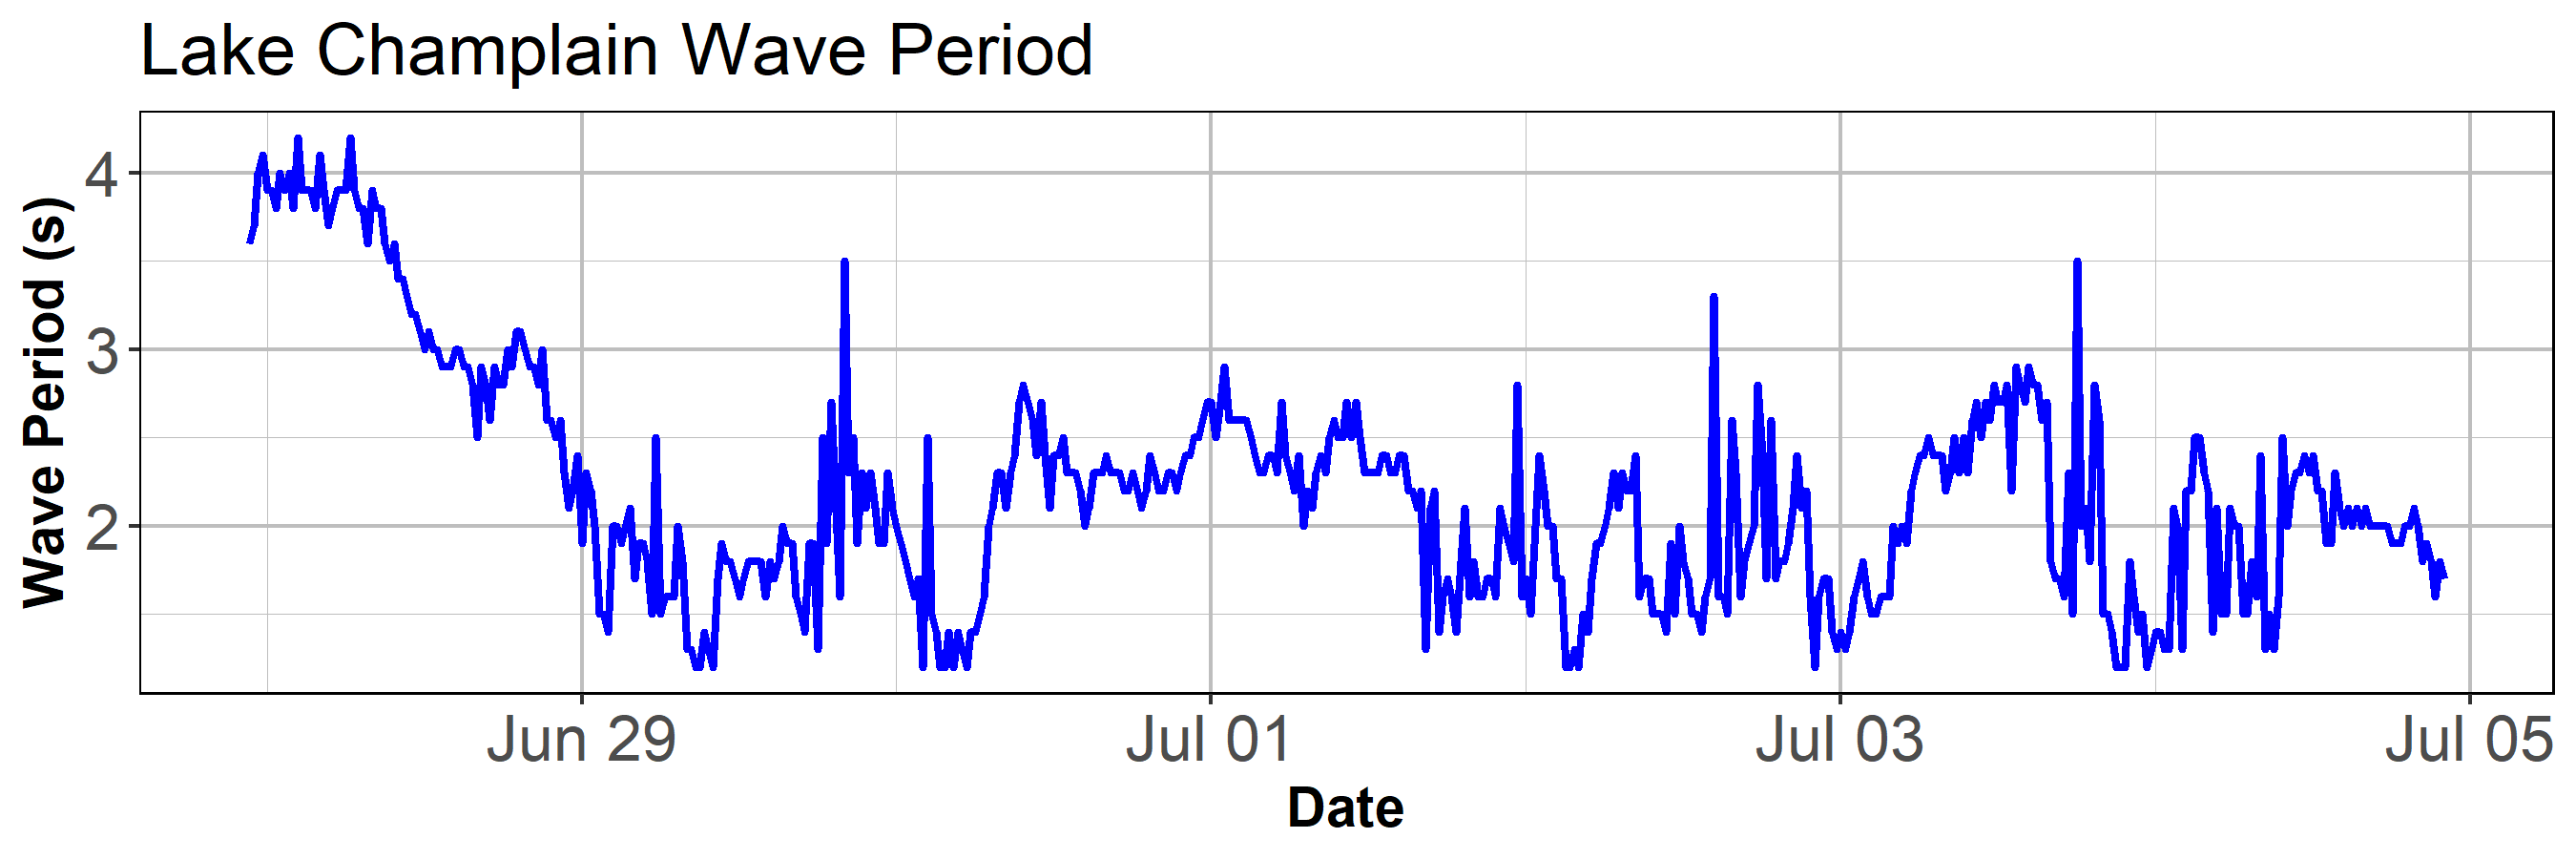 Lake Champlain Wave Period
Wave Period (s)
4
3
2
Jun 29
Jul 01
Jul 03
Jul 05
Date